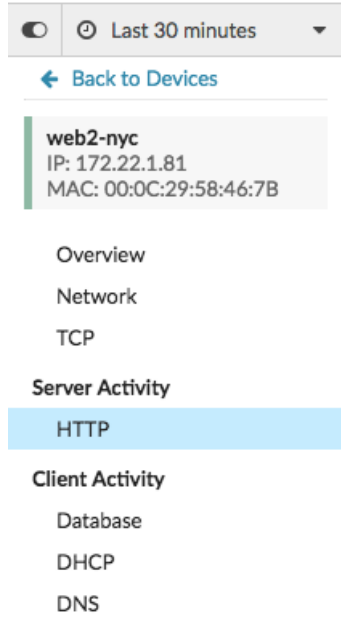 Last 30 minutes
Back to Devices
web2-nyc
IP: 172.22.1.81
MAC: 00:0C:29:58:46:7B
Overview
Network
TCP
Server Activity
HTTP
Client Activity
Database
DHCP
DNS